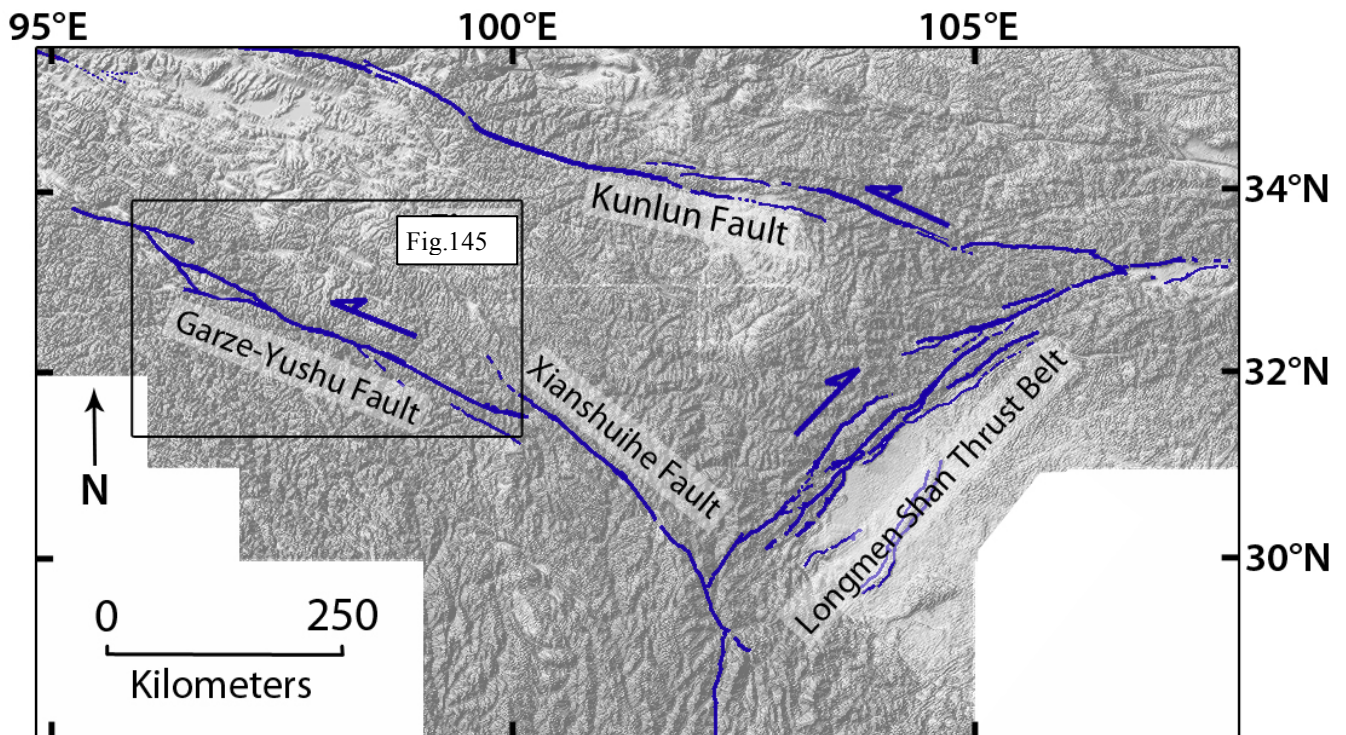 95°E
100°E
105°E
Kunlun Fault
34°N
Fig.145
Garze-Yushu Fault
Xianshuihe Fault
32°N
Longmen Shan Thrust Belt
N
30°N
0
250
Kilometers